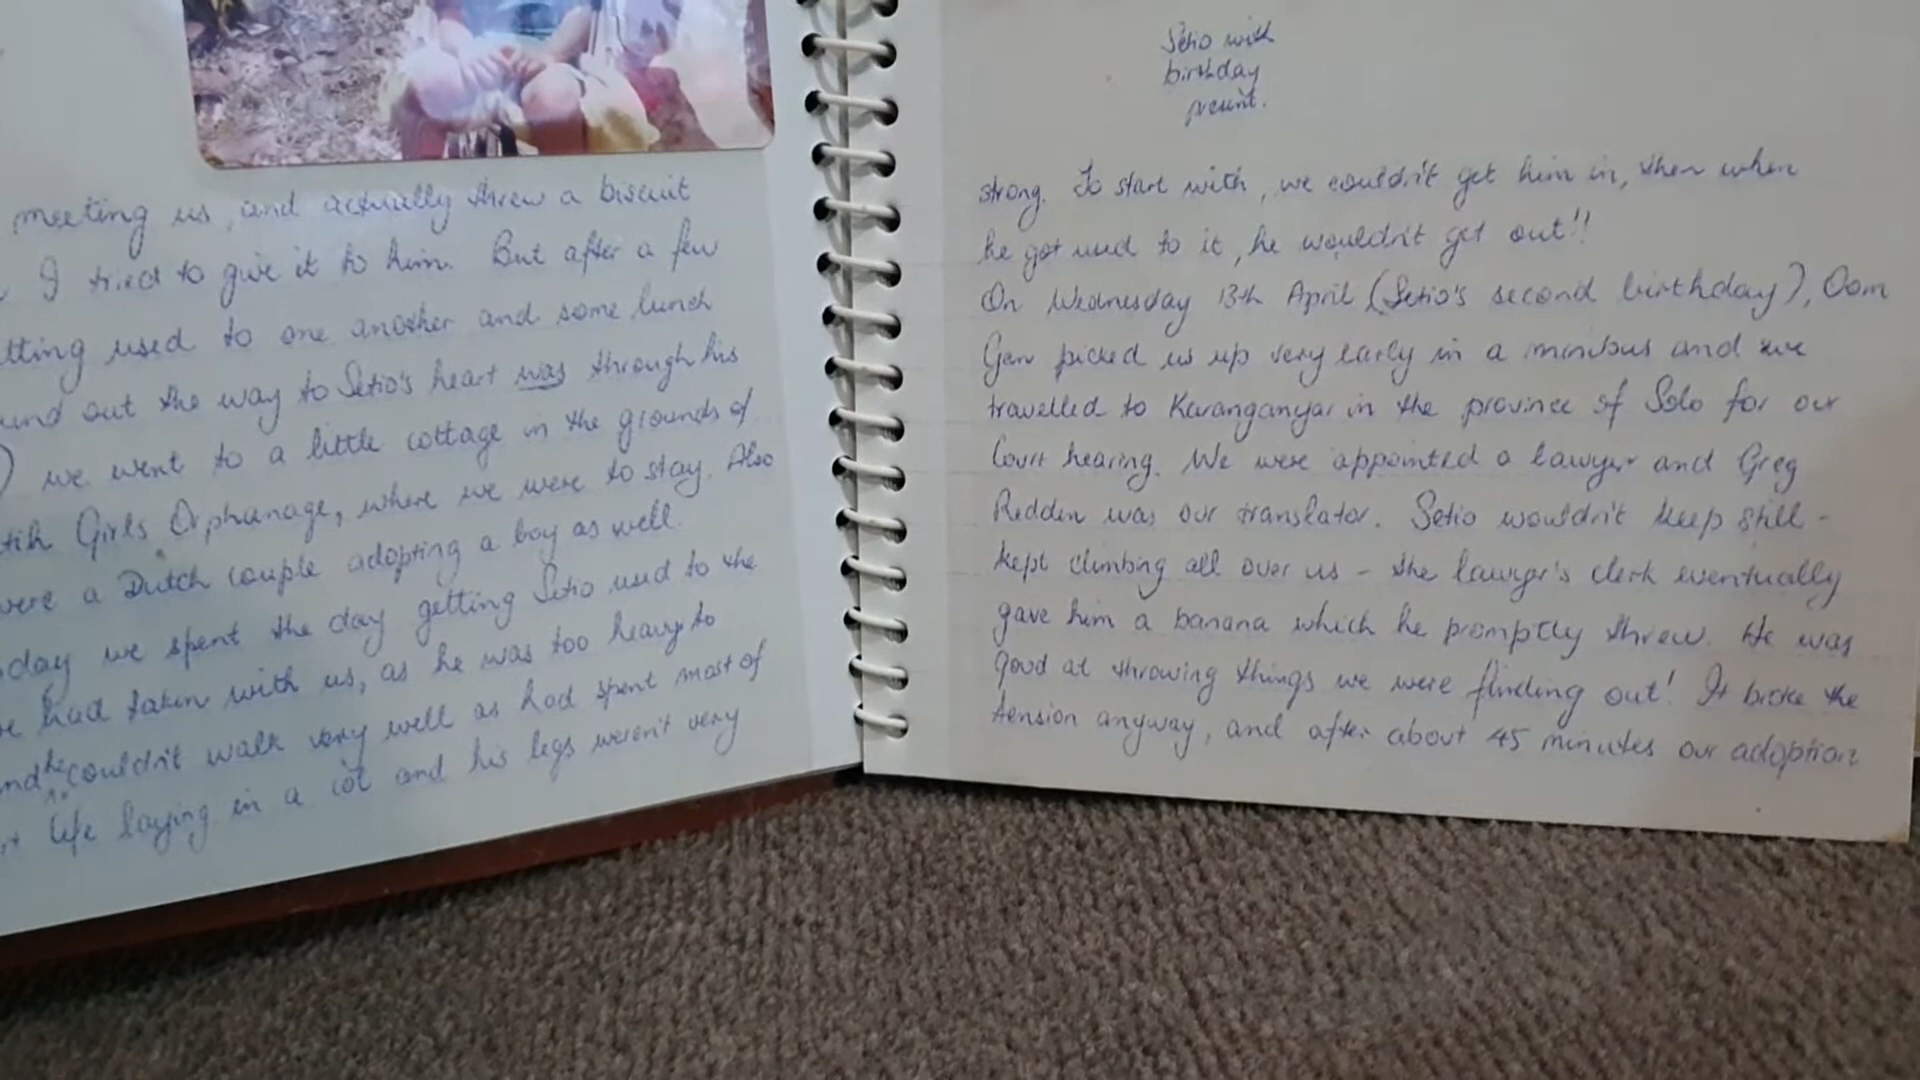 meeting us, and actually threw a biscuit
I tried to give it to him. But after a few
tting used to one another and some lunch
und out the way to Setio's heart was through his
) we went to a little cottage in the grounds of
tih Girls Orphanage, where we were to stay. Also
were a Dutch couple adopting a boy as well.
day we spent the day getting Setio used to the
e had taken with us, as he was too heavy to
nd he couldn't walk very well as had spent most of
life laying in a cot and his legs weren't very
Setio with
birthday
present.
strong. To start with, we couldn't get him in, then when
he got used to it, he wouldn't get out!!
On Wednesday 13th April (Setio's second birthday), Oom
Gan picked us up very early in a minibus and we
travelled to Karanganyar in the province of Solo for our
Court hearing. We were appointed a lawyer and Greg
Redden was our translator. Setio wouldn't keep still -
kept climbing all over us - the lawyer's clerk eventually
gave him a banana which he promptly threw. He was
good at throwing things we were finding out! It broke the
tension anyway, and after about 45 minutes our adoption